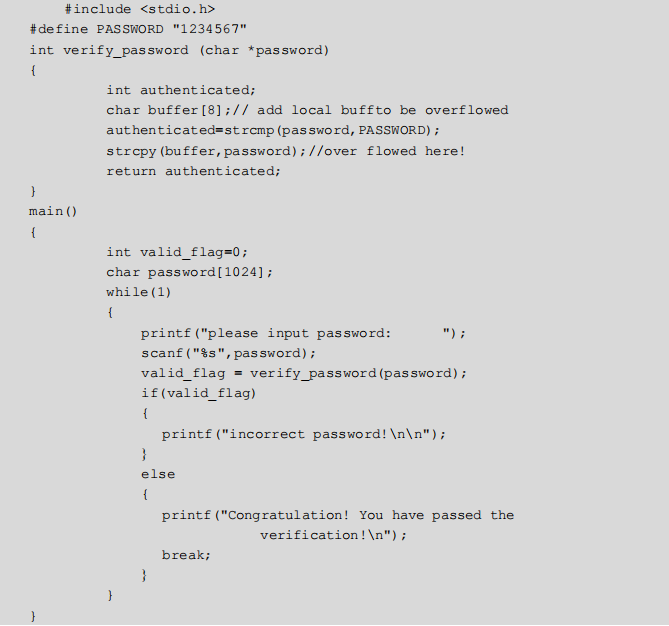 #include <stdio.h>
#define PASSWORD "1234567"
int verify_password (char *password)
{
int authenticated;
char buffer[8];// add local buffto be overflowed
authenticated=strcmp(password,PASSWORD);
strcpy(buffer,password);//over flowed here!
return authenticated;
}
main()
{
int valid_flag=0;
char password[1024];
while(1)
{
printf("please input password:      ");
scanf("%s",password);
valid_flag = verify_password(password);
if(valid_flag)
{
printf("incorrect password!\n\n");
}
else
{
printf("Congratulation! You have passed the
verification!\n");
break;
}
}
}